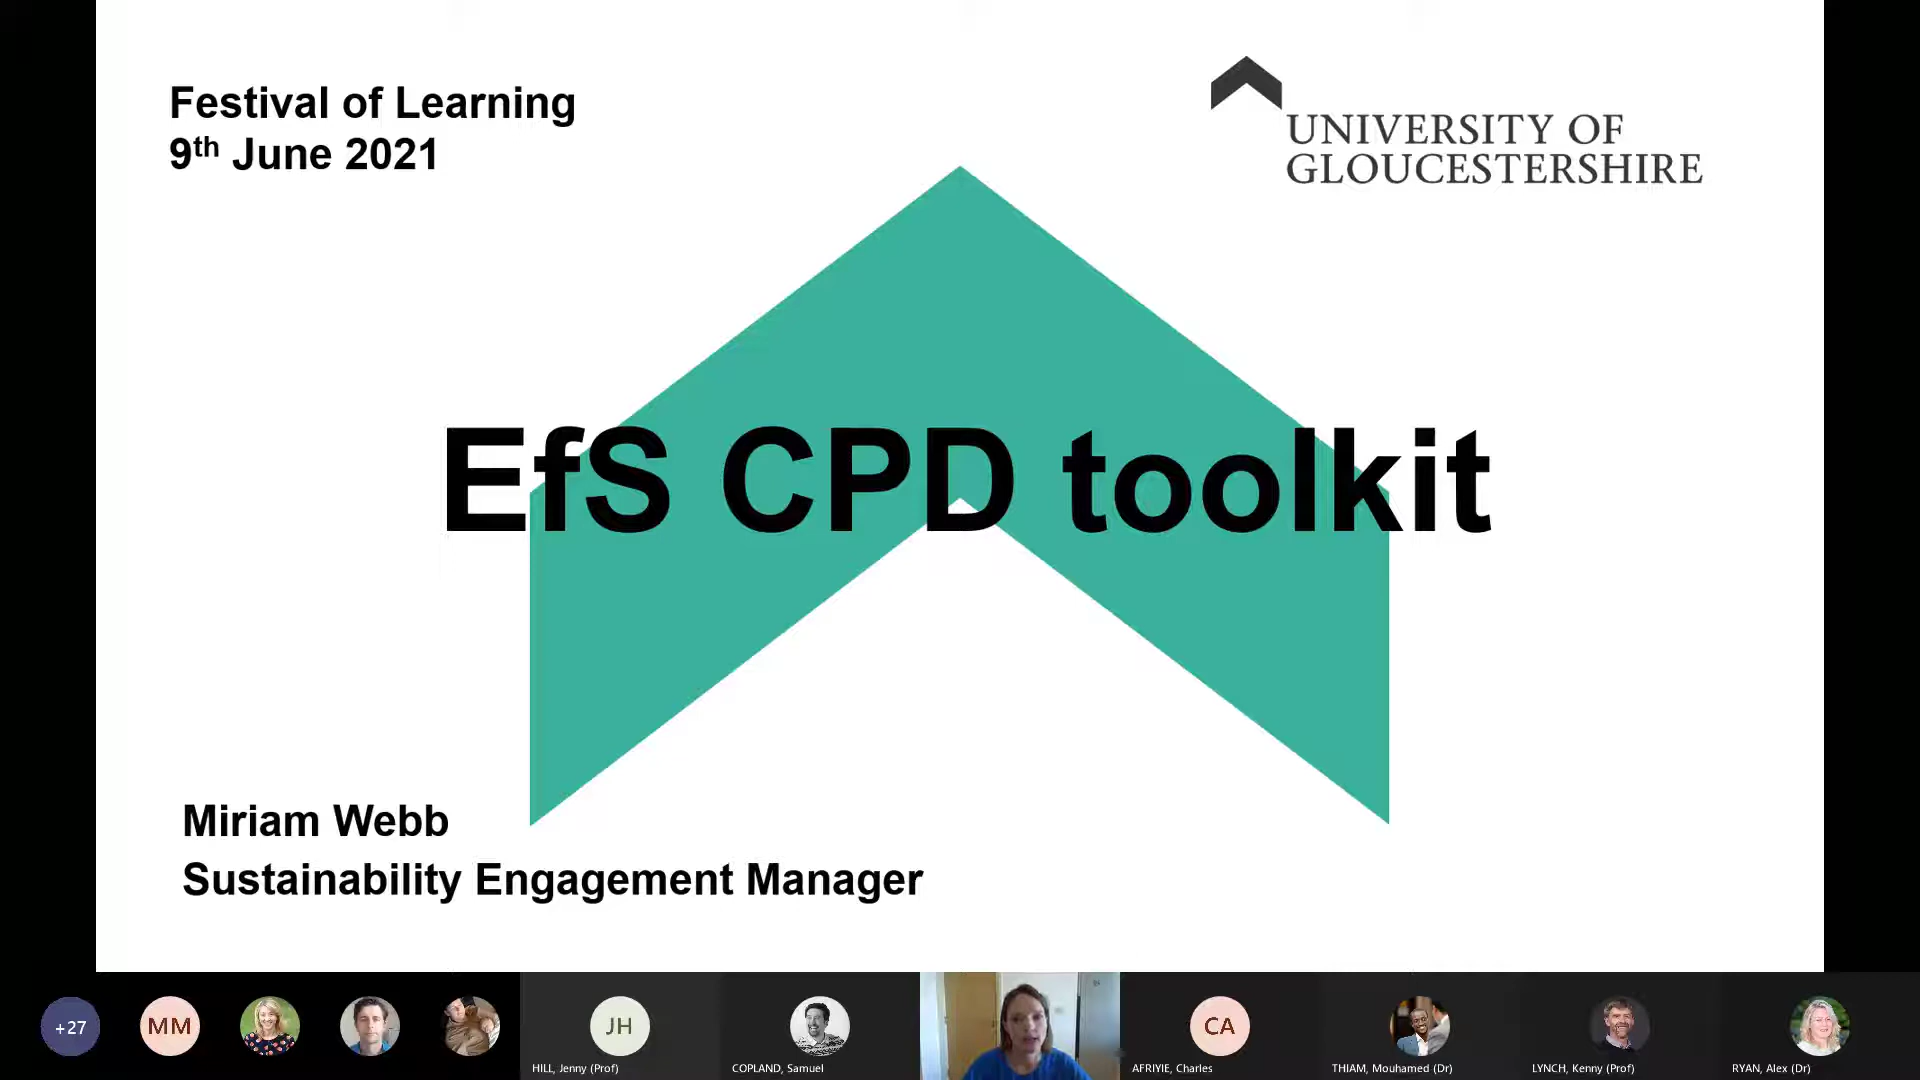 Festival of Learning
9th June 2021
UNIVERSITY OF
GLOUCESTERSHIRE
EfS CPD toolkit
Miriam Webb
Sustainability Engagement Manager
+27
MM
JH
CA
HILL, Jenny (Prof)
COPLAND, Samuel
AFRIYIE, Charles
THIAM, Mouhamed (Dr)
LYNCH, Kenny (Prof)
RYAN, Alex (Dr)